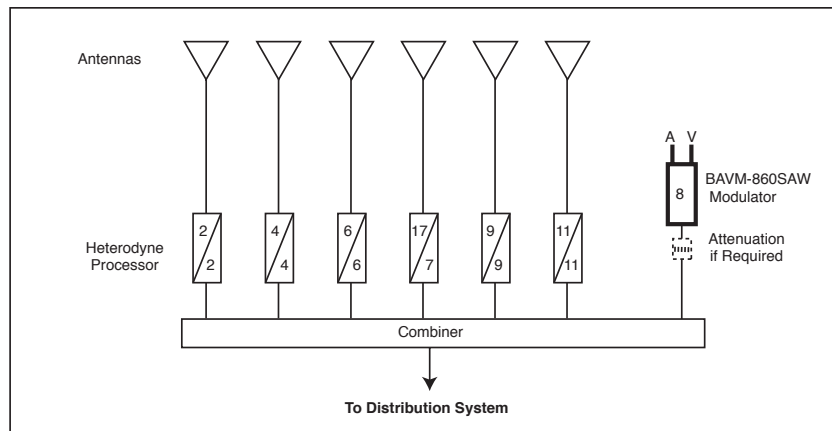 Antennas
A V
BAVM-860SAW
Modulator
8
Heterodyne
Processor
2 4 6 17 9 11
2 4 6 7 9 11
Attenuation
if Required
Combiner
To Distribution System